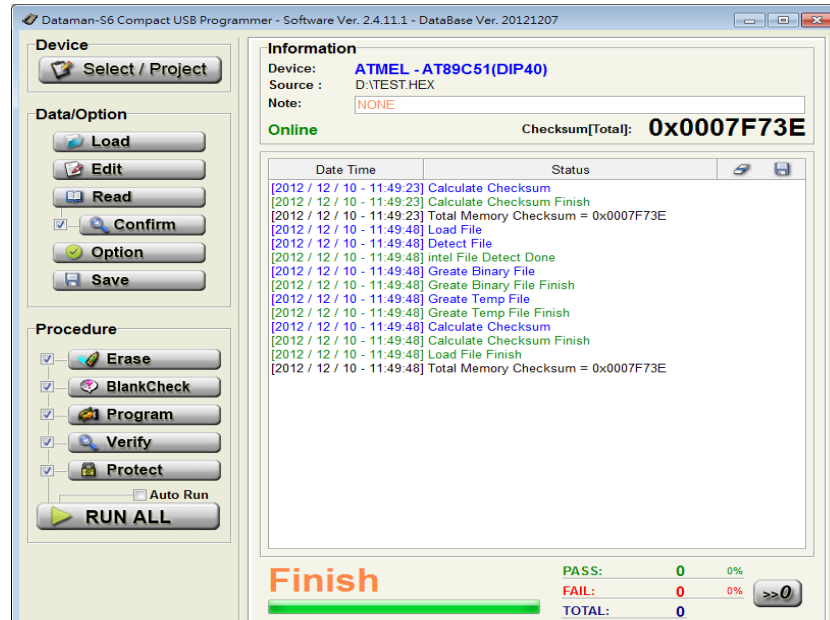 Dataman-S6 Compact USB Programmer - Software Ver. 2.4.11.1 - DataBase Ver. 20121207
Device
Select / Project
Data/Option
Load
Edit
Read
Confirm
Option
Save
Procedure
Erase
BlankCheck
Program
Verify
Protect
Auto Run
RUN ALL
Information
Device: ATMEL - AT89C51(DIP40)
Source : D:\TEST.HEX
Note: NONE
Online Checksum[Total]: 0x0007F73E
Date Time Status
[2012 / 12 / 10 - 11:49:23] Calculate Checksum
[2012 / 12 / 10 - 11:49:23] Calculate Checksum Finish
[2012 / 12 / 10 - 11:49:23] Total Memory Checksum = 0x0007F73E
[2012 / 12 / 10 - 11:49:48] Load File
[2012 / 12 / 10 - 11:49:48] Detect File
[2012 / 12 / 10 - 11:49:48] intel File Detect Done
[2012 / 12 / 10 - 11:49:48] Greate Binary File
[2012 / 12 / 10 - 11:49:48] Greate Binary File Finish
[2012 / 12 / 10 - 11:49:48] Greate Temp File
[2012 / 12 / 10 - 11:49:48] Greate Temp File Finish
[2012 / 12 / 10 - 11:49:48] Calculate Checksum
[2012 / 12 / 10 - 11:49:48] Calculate Checksum Finish
[2012 / 12 / 10 - 11:49:48] Load File Finish
[2012 / 12 / 10 - 11:49:48] Total Memory Checksum = 0x0007F73E
Finish
PASS: 0 0%
FAIL: 0 0%
TOTAL: 0
>>0